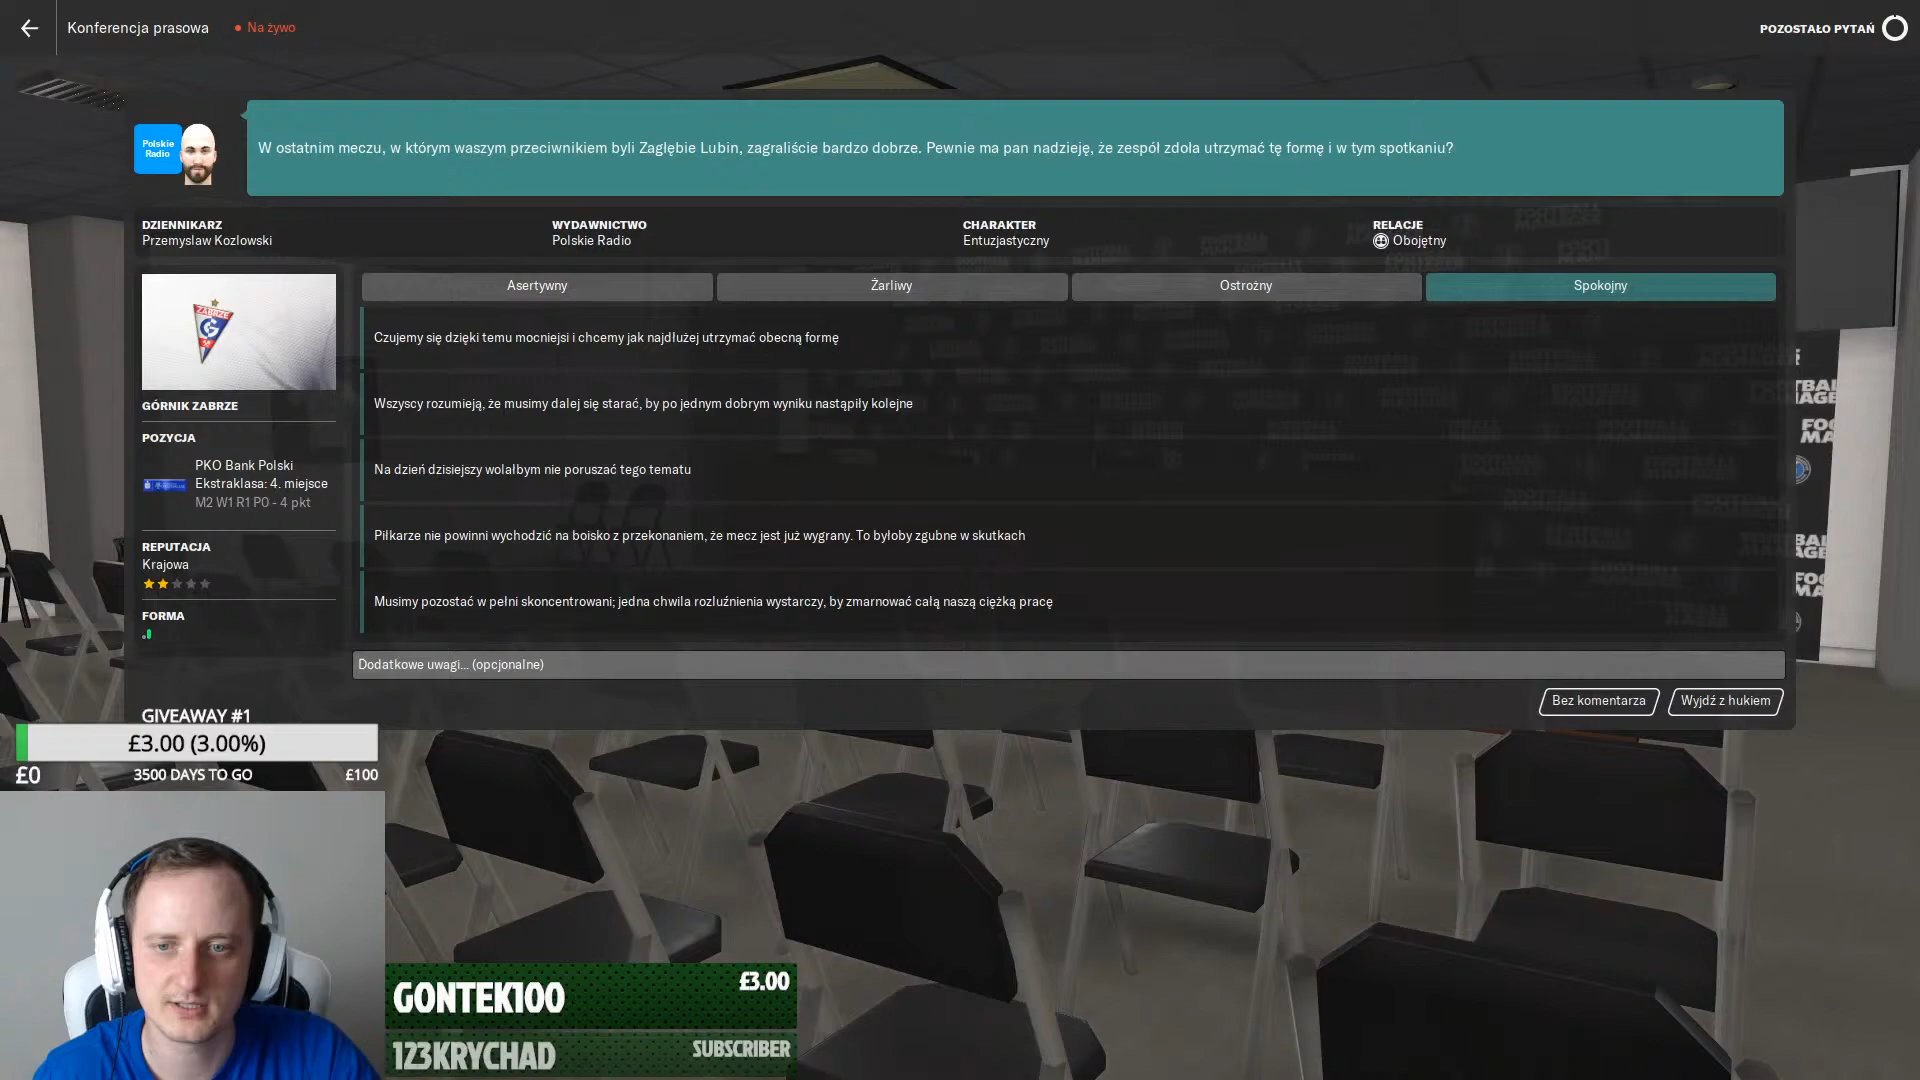 Konferencja prasowa
Na żywo
POZOSTAŁO PYTAŃ
Polskie
Radio
W ostatnim meczu, w którym waszym przeciwnikiem byli Zagłębie Lubin, zagraliście bardzo dobrze. Pewnie ma pan nadzieję, że zespół zdoła utrzymać tę formę i w tym spotkaniu?
DZIENNIKARZ
Przemyslaw Kozlowski
WYDAWNICTWO
Polskie Radio
CHARAKTER
Entuzjastyczny
RELACJE
Obojętny
Asertywny
Żarliwy
Ostrożny
Spokojny
Czujemy się dzięki temu mocniejsi i chcemy jak najdłużej utrzymać obecną formę
Wszyscy rozumieją, że musimy dalej się starać, by po jednym dobrym wyniku nastąpiły kolejne
Na dzień dzisiejszy wolałbym nie poruszać tego tematu
Piłkarze nie powinni wychodzić na boisko z przekonaniem, że mecz jest już wygrany. To byłoby zgubne w skutkach
Musimy pozostać w pełni skoncentrowani; jedna chwila rozluźnienia wystarczy, by zmarnować całą naszą ciężką pracę
ZABRZE
GÓRNIK ZABRZE
POZYCJA
PKO Bank Polski
Ekstraklasa: 4. miejsce
M2 W1 R1 P0 - 4 pkt
REPUTACJA
Krajowa
FORMA
Dodatkowe uwagi... (opcjonalne)
Bez komentarza
Wyjdź z hukiem
GIVEAWAY #1
£3.00 (3.00%)
£0
3500 DAYS TO GO
£100
GONTEK100
£3.00
123KRYCHAD
SUBSCRIBER